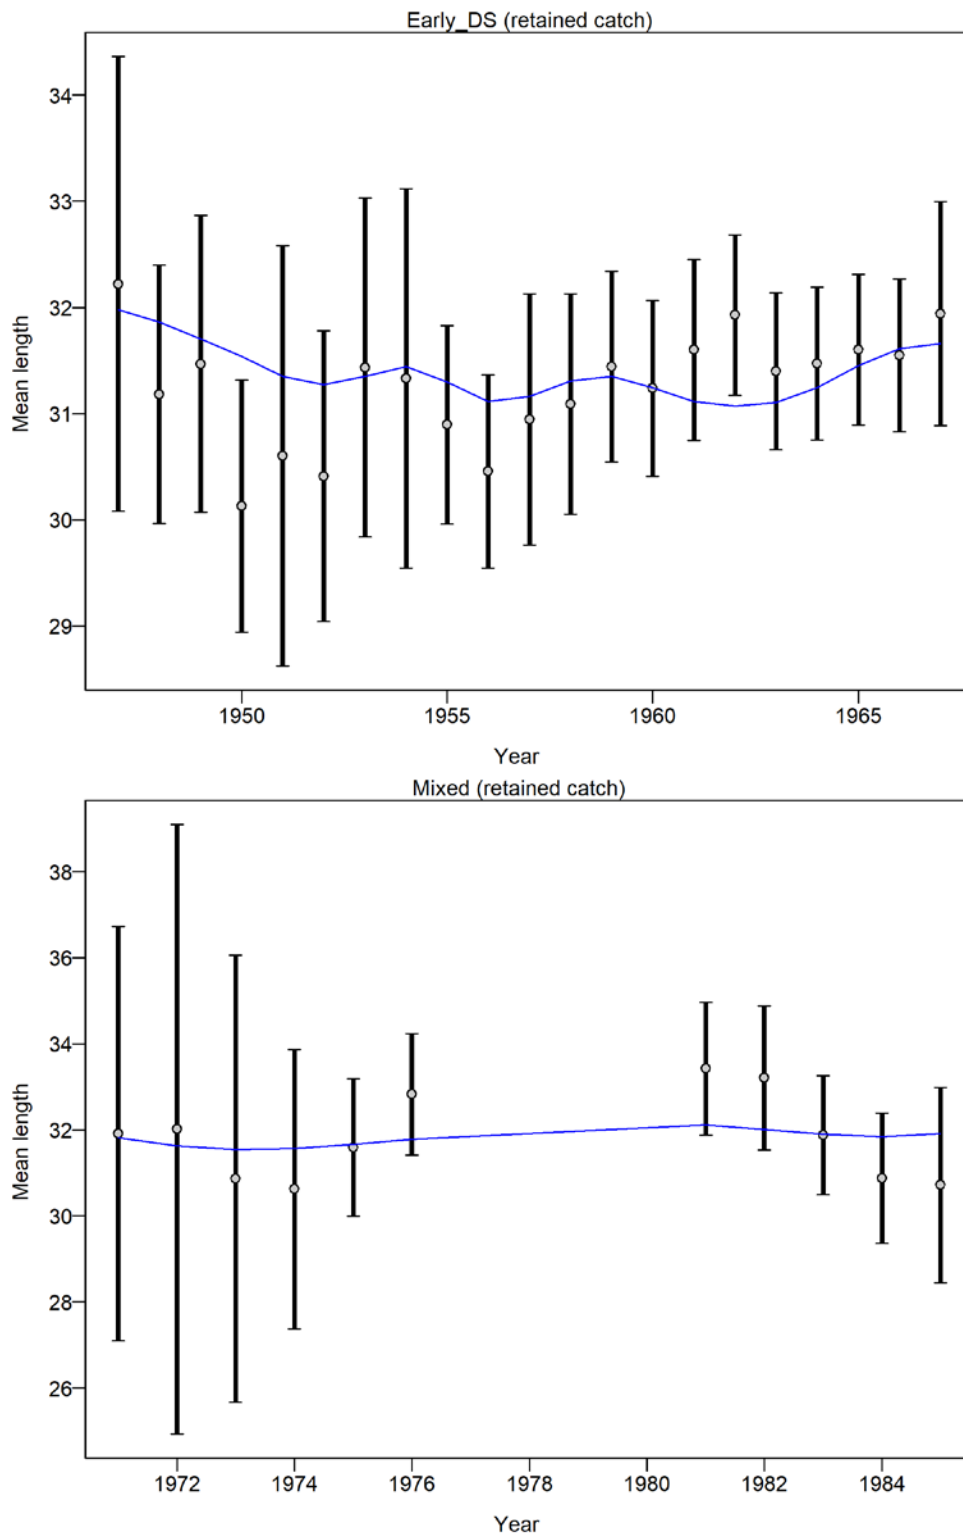 Early_DS (retained catch)
34
33
32
31
30
29
Mean length
1950 1955 1960 1965
Year
Mixed (retained catch)
38
36
34
32
30
28
26
Mean length
1972 1974 1976 1978 1980 1982 1984
Year